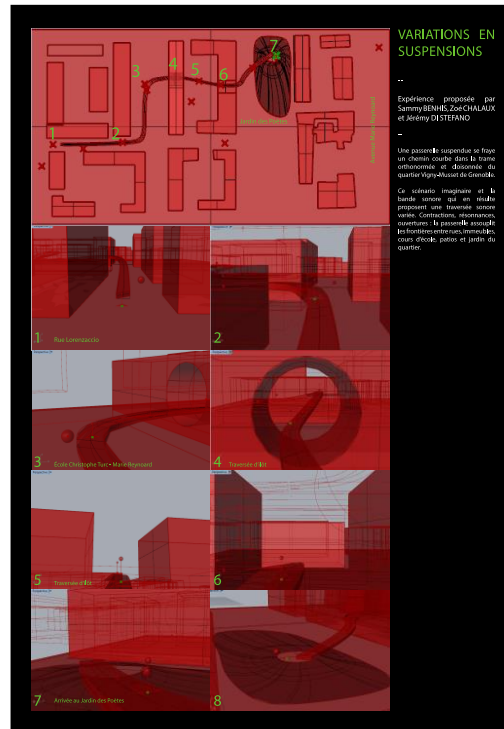 VARIATIONS EN
SUSPENSIONS
--
Expérience proposée par
Sammy BENHIS, Zoé CHALAUX
et Jérémy DI STEFANO
–
Une passerelle suspendue se fraye
un chemin courbe dans la trame
orthonormée et cloisonnée du
quartier Vigny-Musset de Grenoble.
Ce scénario imaginaire et la
bande sonore qui en résulte
proposent une traversée sonore
variée. Contractions, résonnances,
ouvertures : la passerelle assouplit
les frontières entre rues, immeubles,
cours d'école, patios et jardin du
quartier.
1
2
3
4
5
6
7
Jardin des Poètes
1
Rue Lorenzaccio
2
3
Ecole Christophe Turc • Marie Reynoard
4
Traversée d'îlôt
5
Traversée d'îlôt
6
7
Arrivée au Jardin des Poètes
8